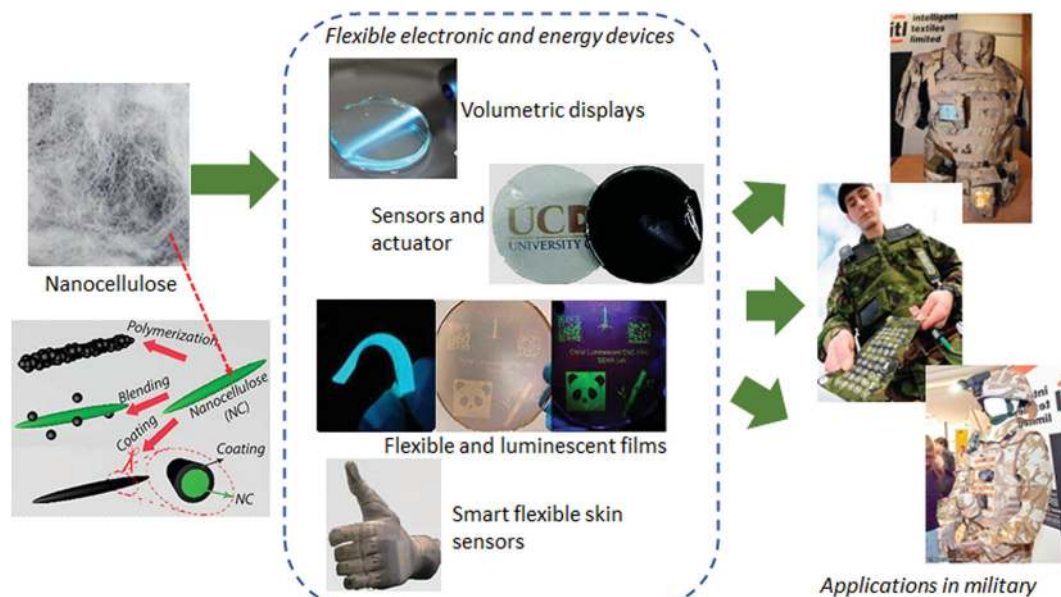 Flexible electronic and energy devices
itl
intelligent
textiles
limited
Volumetric displays
Sensors and
actuator
UCD
UNIVERSITY
Nanocellulose
Polymerization
Blending
Nanocellulose
(NC)
Coating
Coating
NC
Flexible and luminescent films
Smart flexible skin
sensors
Applications in military